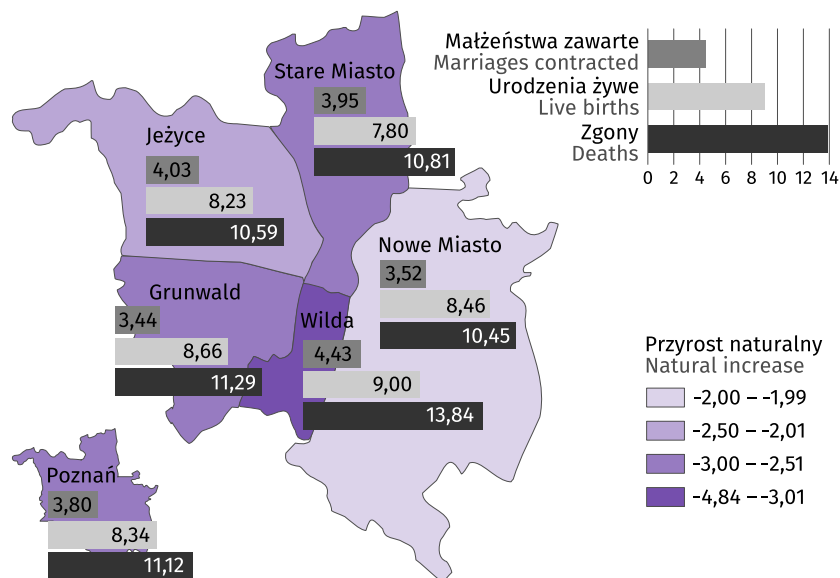 Małżeństwa zawarte
Marriages contracted
Urodzenia żywe
Live births
Zgony
Deaths
0 2 4 6 8 10 12 14
Stare Miasto
3,95
7,80
10,81
Jeżyce
4,03
8,23
10,59
Nowe Miasto
3,52
8,46
10,45
Grunwald
3,44
8,66
11,29
Wilda
4,43
9,00
13,84
Poznań
3,80
8,34
11,12
Przyrost naturalny
Natural increase
-2,00 – -1,99
-2,50 – -2,01
-3,00 – -2,51
-4,84 – -3,01